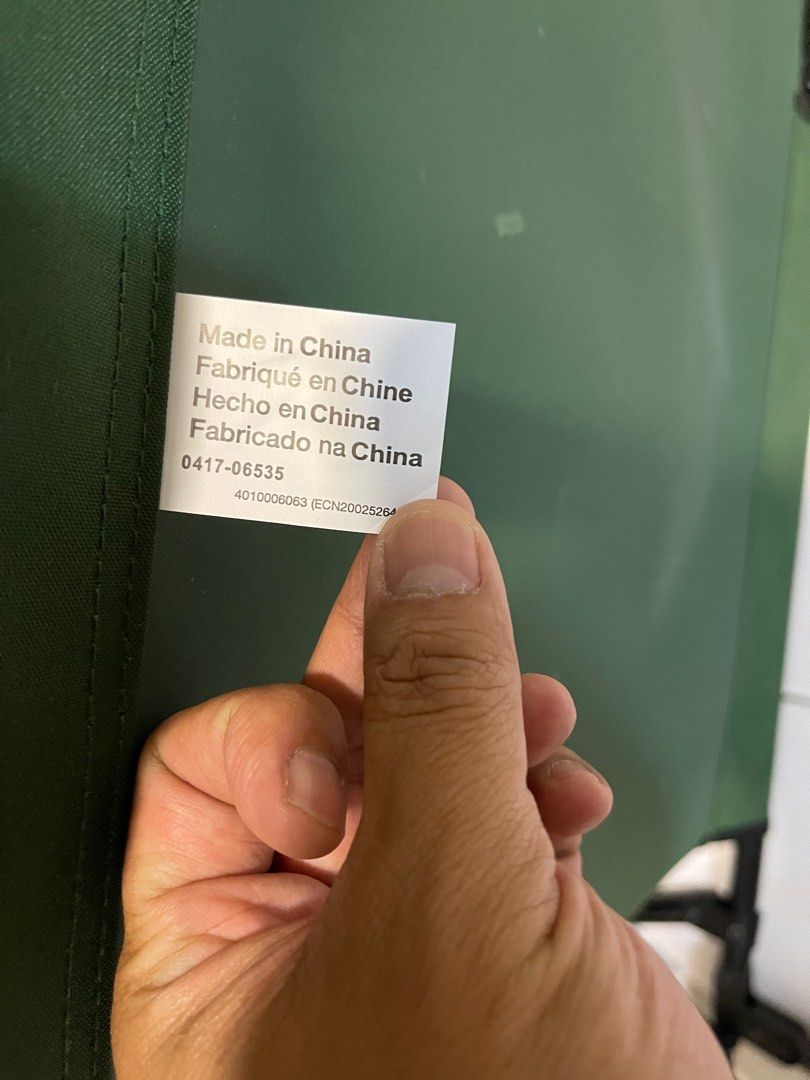 Made in China
Fabriqué en Chine
Hecho en China
Fabricado na China
0417-06535
4010006063 (ECN20025264